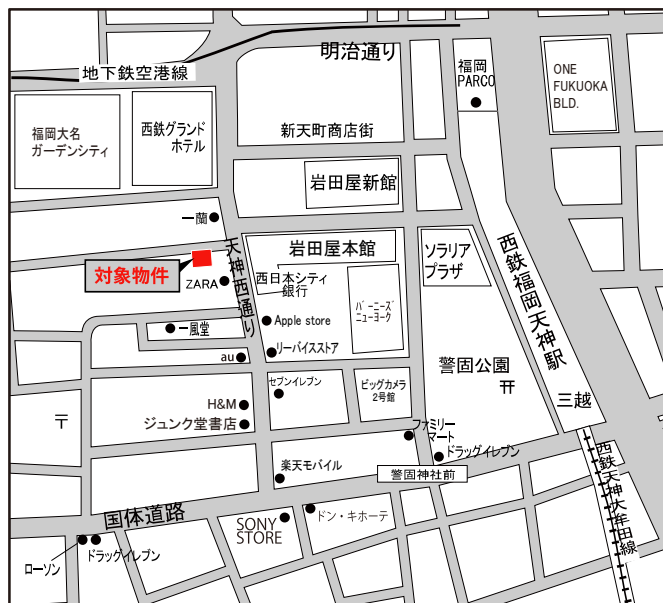 明治通り
地下鉄空港線
福岡
PARCO
ONE
FUKUOKA
BLD.
福岡大名
ガーデンシティ
西鉄グランド
ホテル
新天町商店街
岩田屋新館
一蘭
天神西通り
岩田屋本館
ソラリア
プラザ
西鉄福岡天神駅
対象物件
ZARA
西日本シティ
銀行
バーニーズ
ニューヨーク
Apple store
一風堂
リーバイスストア
au
警固公園
セブンイレブン
ビックカメラ
2号館
三越
H&M
ジュンク堂書店
〒
ファミリー
マート
ドラッグイレブン
楽天モバイル
警固神社前
西鉄天神大牟田線
国体道路
SONY
STORE
ドン・キホーテ
ローソン
ドラッグイレブン